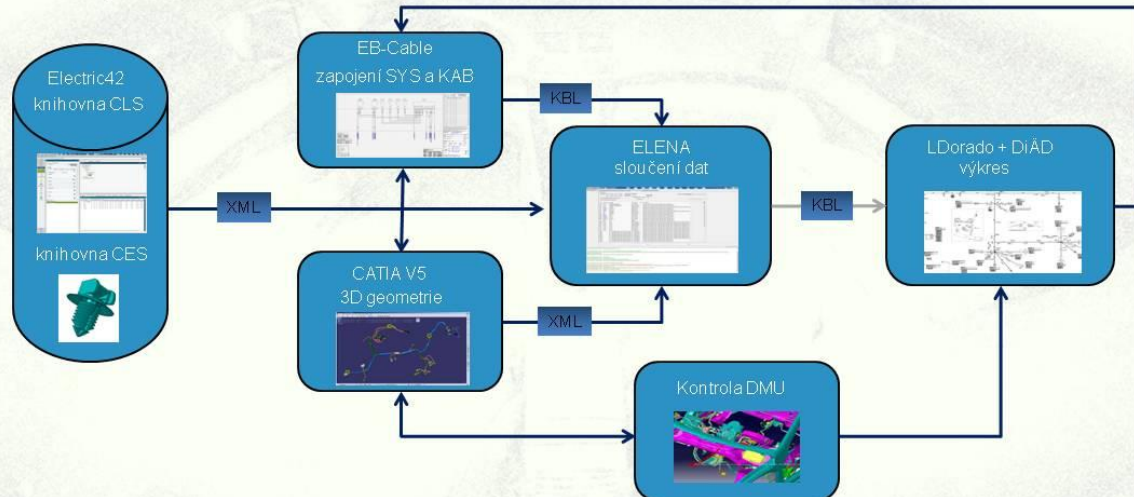 Electric42
knihovna CLS
knihovna CES
XML
EB-Cable
zapojení SYS a KAB
KBL
CATIA V5
3D geometrie
XML
ELENA
sloučení dat
KBL
LDorado + DiÄD
výkres
Kontrola DMU